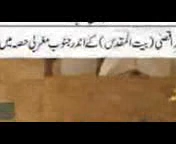 اقصی (بیت المقدس) کے اندر جنوب مغربی حصہ میں